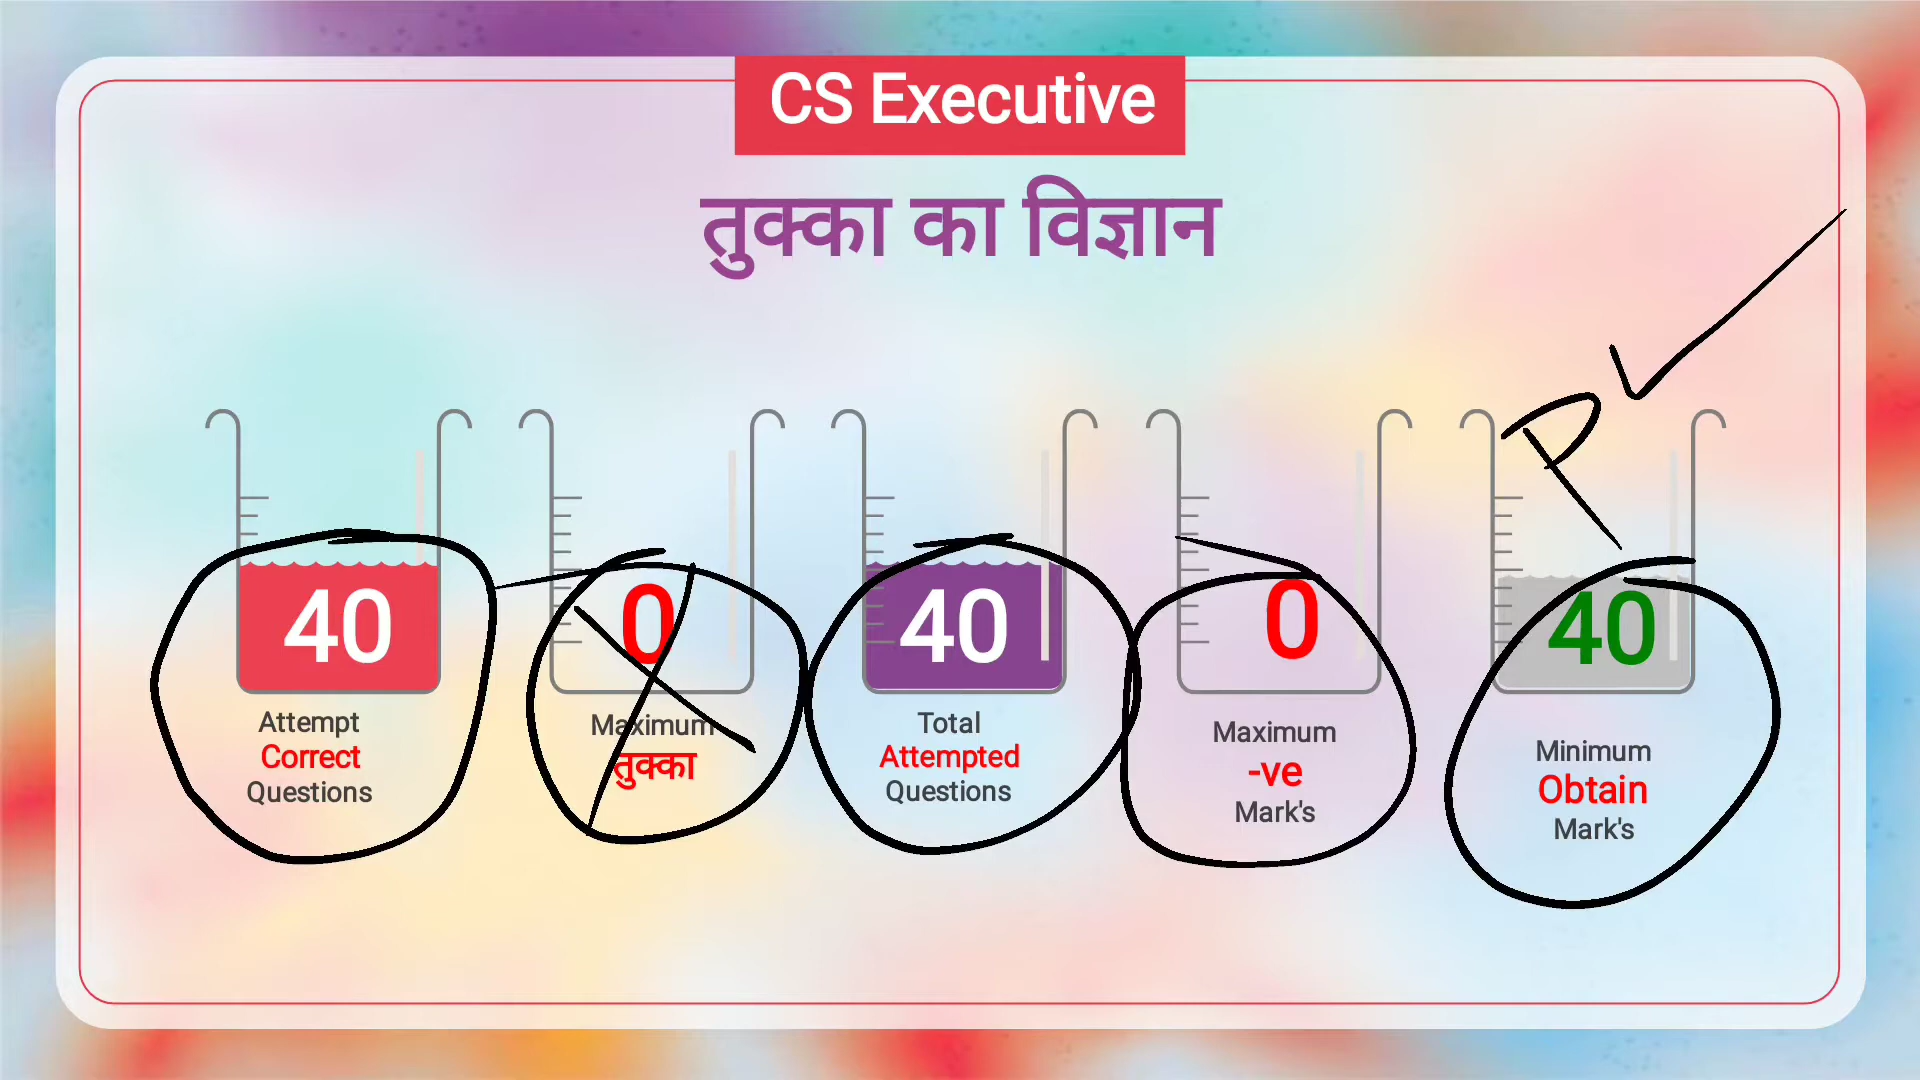 CS Executive
तुक्का का विज्ञान
P
40
Attempt
Correct
Questions
0
Maximum
तुक्का
40
Total
Attempted
Questions
0
Maximum
-ve
Mark's
40
Minimum
Obtain
Mark's